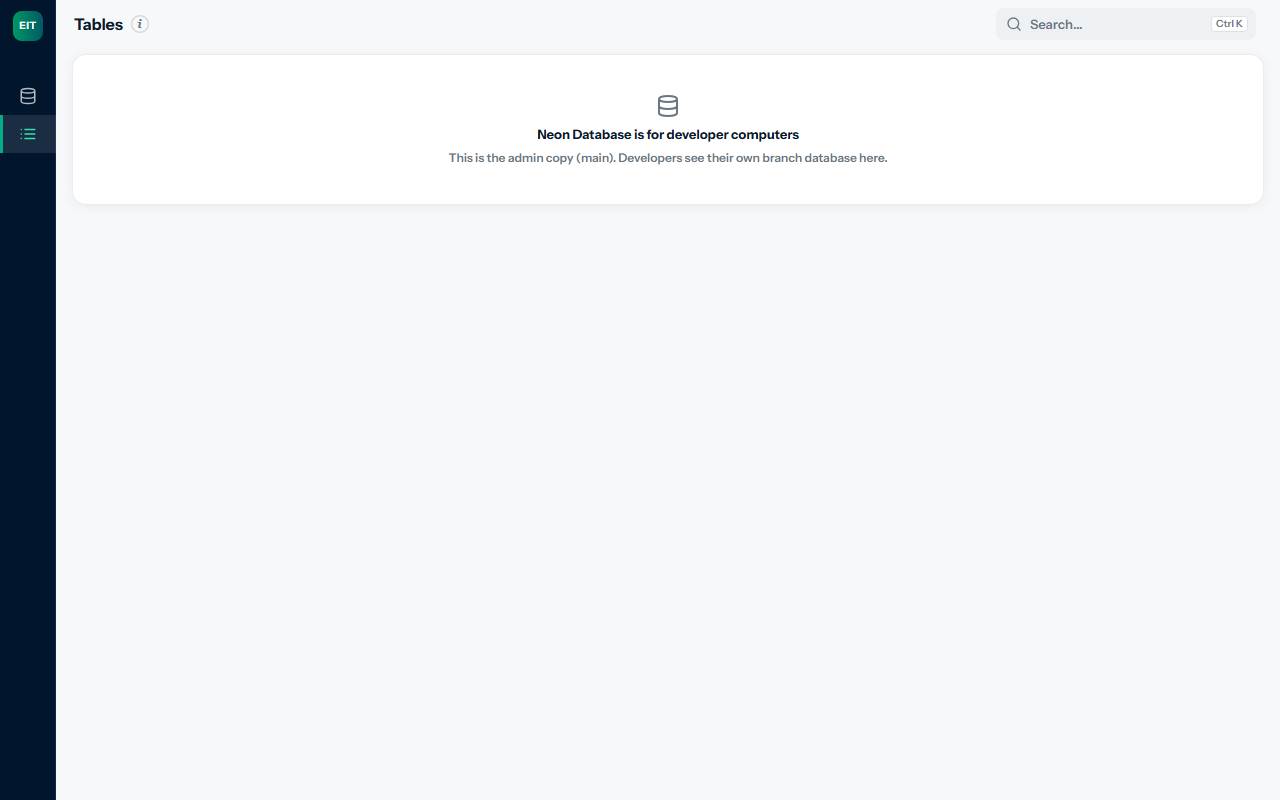 EIT
Tables
i
Search...
Ctrl K
Neon Database is for developer computers
This is the admin copy (main). Developers see their own branch database here.